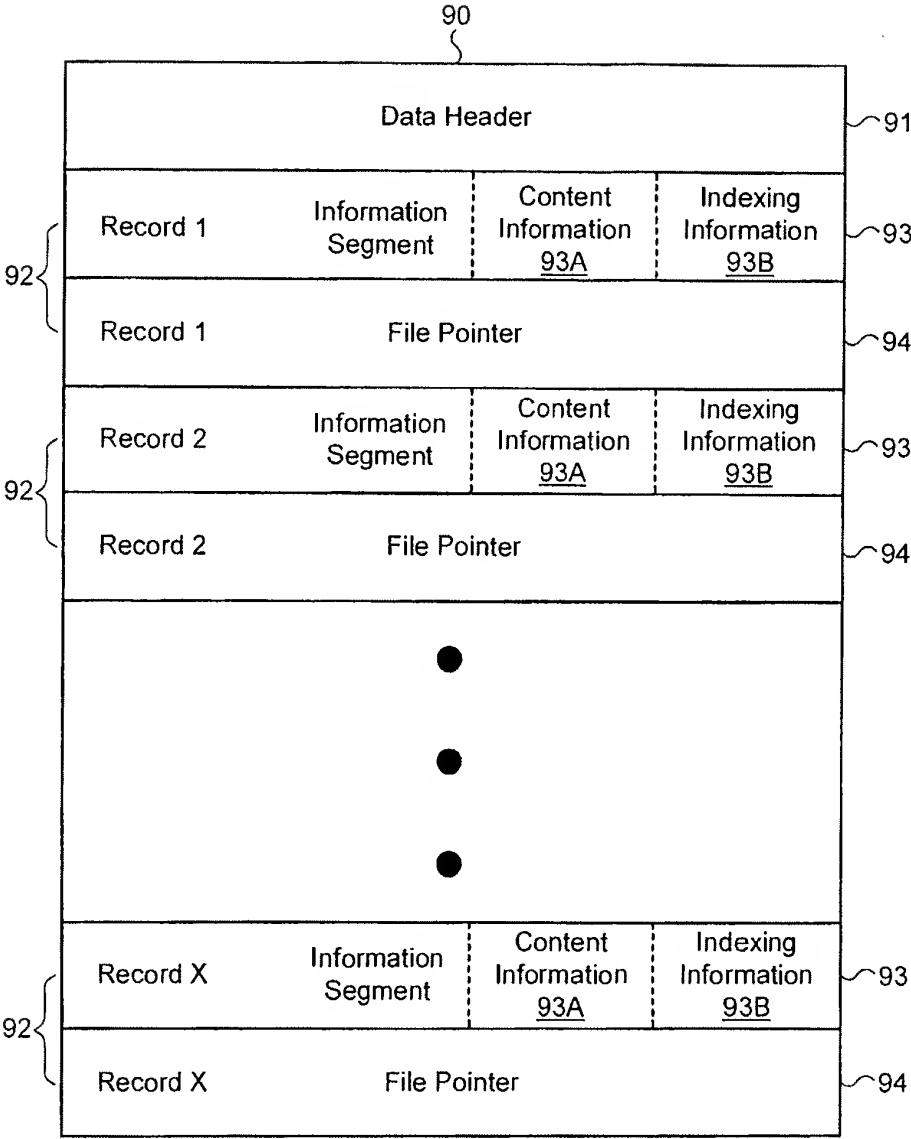 90
Data Header
91
Record 1
Information
Segment
Content
Information
93A
Indexing
Information
93B
93
92
Record 1
File Pointer
94
Record 2
Information
Segment
Content
Information
93A
Indexing
Information
93B
93
92
Record 2
File Pointer
94
Record X
Information
Segment
Content
Information
93A
Indexing
Information
93B
93
92
Record X
File Pointer
94